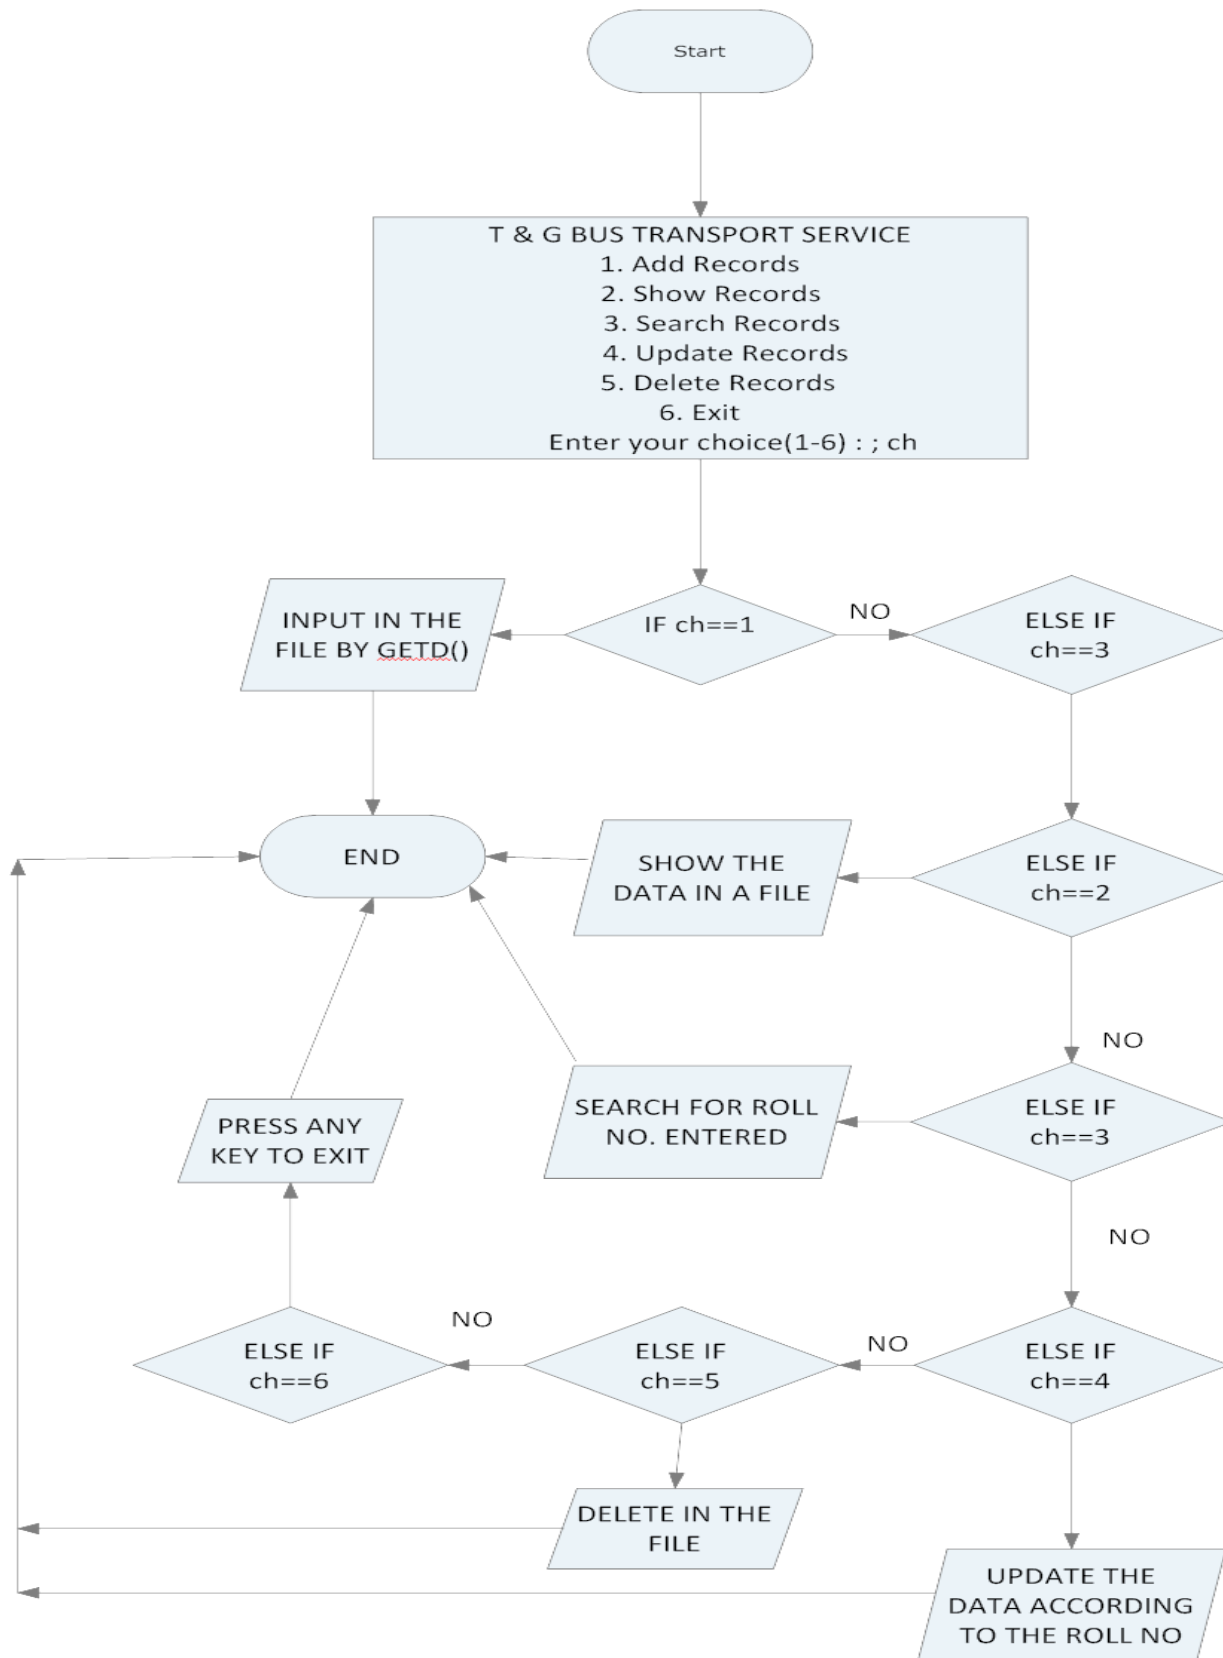 Start
T & G BUS TRANSPORT SERVICE
1. Add Records
2. Show Records
3. Search Records
4. Update Records
5. Delete Records
6. Exit
Enter your choice(1-6) : ; ch
INPUT IN THE
FILE BY GETD()
IF ch==1
NO
ELSE IF
ch==3
END
SHOW THE
DATA IN A FILE
ELSE IF
ch==2
NO
PRESS ANY
KEY TO EXIT
SEARCH FOR ROLL
NO. ENTERED
ELSE IF
ch==3
NO
ELSE IF
ch==6
NO
ELSE IF
ch==5
NO
ELSE IF
ch==4
DELETE IN THE
FILE
UPDATE THE
DATA ACCORDING
TO THE ROLL NO